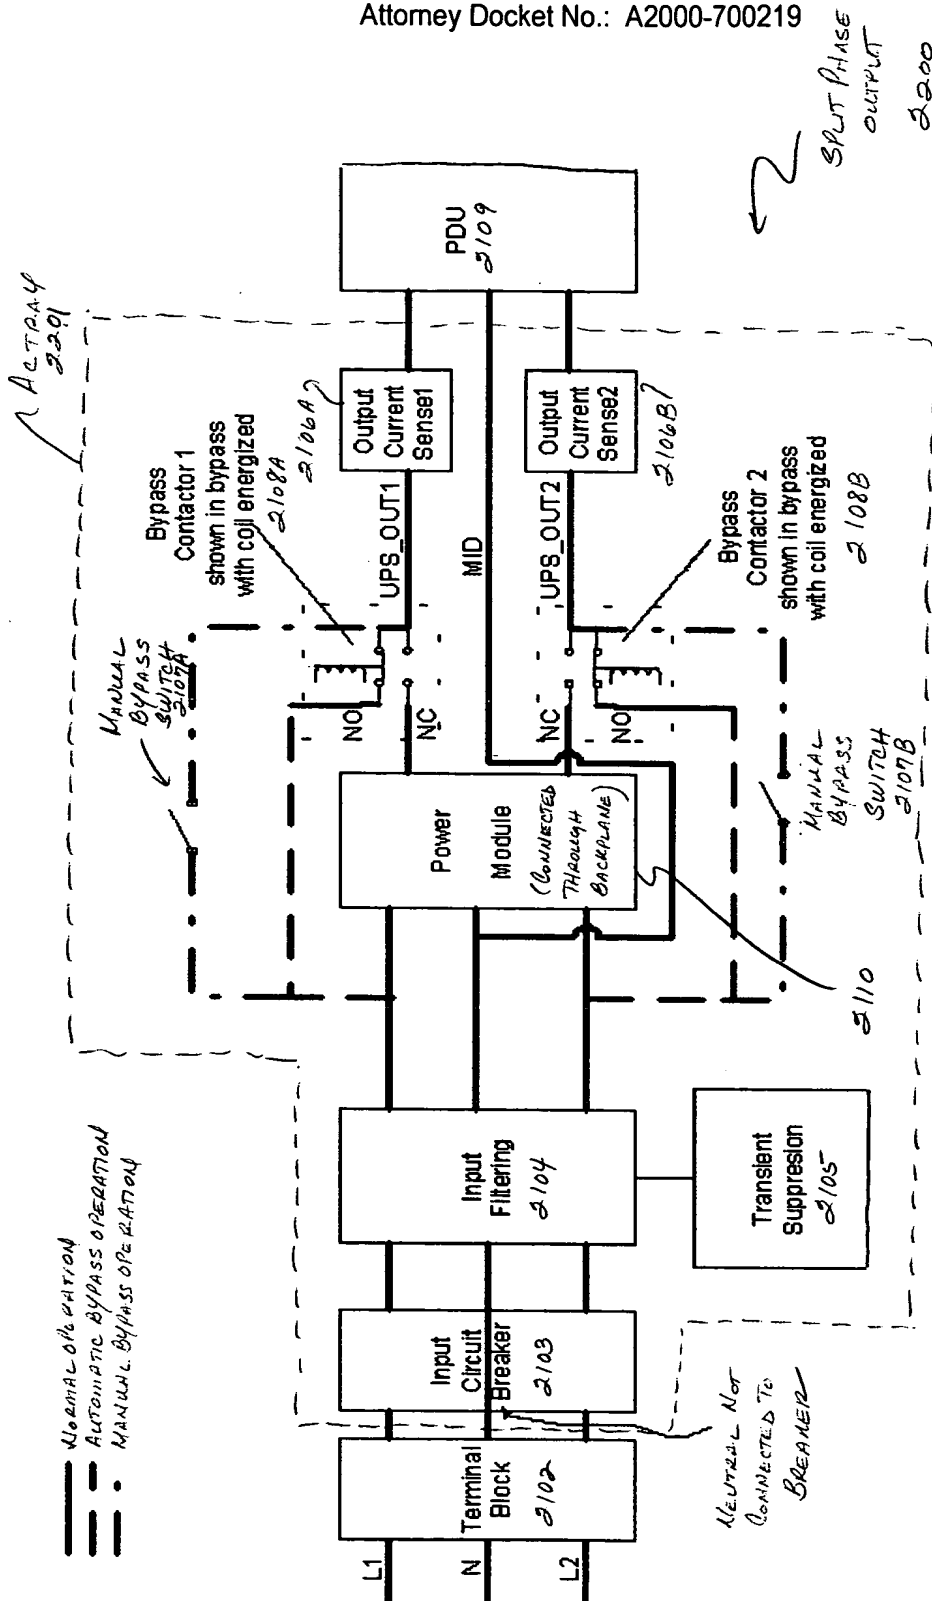 Attorney Docket No.: A2000-700219
SPLIT PHASE
OUTPUT
2200
AC TRAY
2201
NORMAL OPERATION
AUTOMATIC BYPASS OPERATION
MANUAL BYPASS OPERATION
L1
N
L2
Terminal
Block
2102
Input
Circuit
Breaker
2103
NEUTRAL NOT
CONNECTED TO
BREAKER
Input
Filtering
2104
Transient
Suppresion
2105
Power
Module
(CONNECTED
THROUGH
BACKPLANE)
2110
MANUAL
BYPASS
SWITCH
2107A
MANUAL
BYPASS
SWITCH
2107B
NO
NC
NC
NO
Bypass
Contactor 1
shown in bypass
with coil energized
2108A
Bypass
Contactor 2
shown in bypass
with coil energized
2108B
UPS_OUT1
MID
UPS_OUT2
Output
Current
Sense1
2106A
Output
Current
Sense2
2106B
PDU
2109